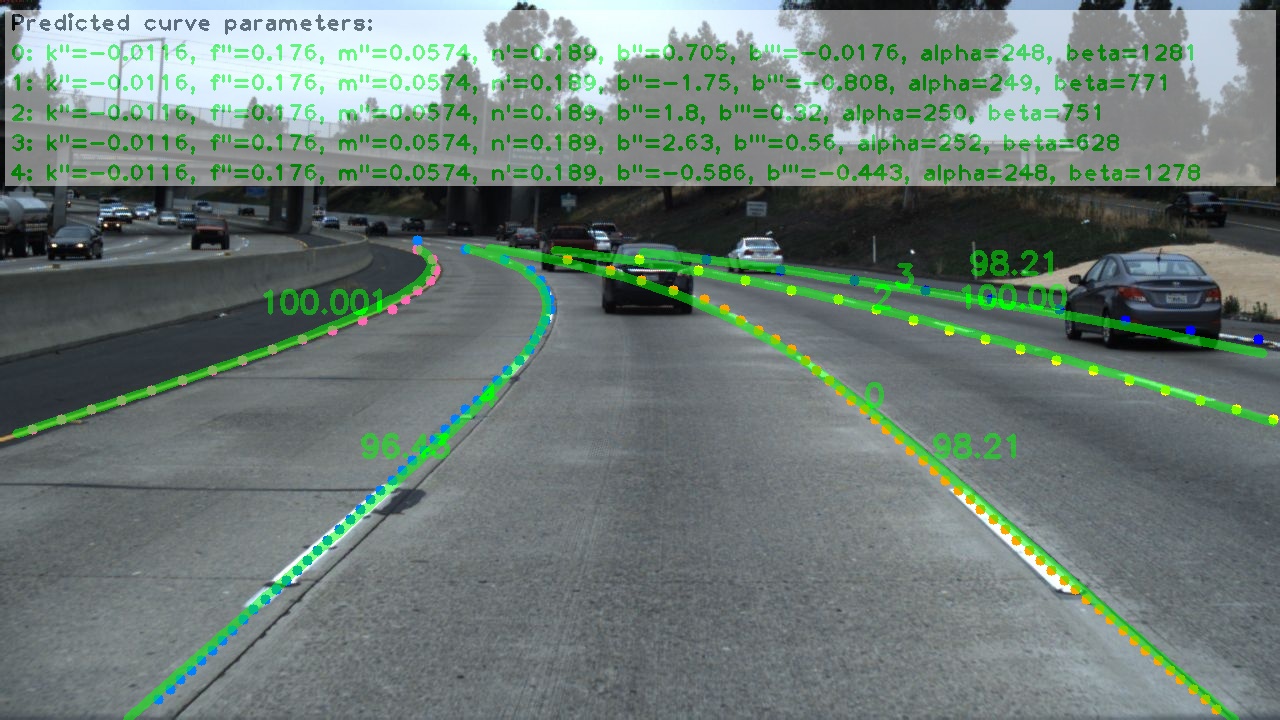 Predicted curve parameters:
0: k''=-0.0116, f''=0.176, m''=0.0574, n'=0.189, b''=0.705, b'''=-0.0176, alpha=248, beta=1281
1: k''=-0.0116, f''=0.176, m''=0.0574, n'=0.189, b''=-1.75, b'''=-0.808, alpha=249, beta=771
2: k''=-0.0116, f''=0.176, m''=0.0574, n'=0.189, b''=1.8, b'''=0.32, alpha=250, beta=751
3: k''=-0.0116, f''=0.176, m''=0.0574, n'=0.189, b''=2.63, b'''=0.56, alpha=252, beta=628
4: k''=-0.0116, f''=0.176, m''=0.0574, n'=0.189, b''=-0.586, b'''=-0.443, alpha=248, beta=1278
3 98.21
100.001 2 100.00
0
98.21